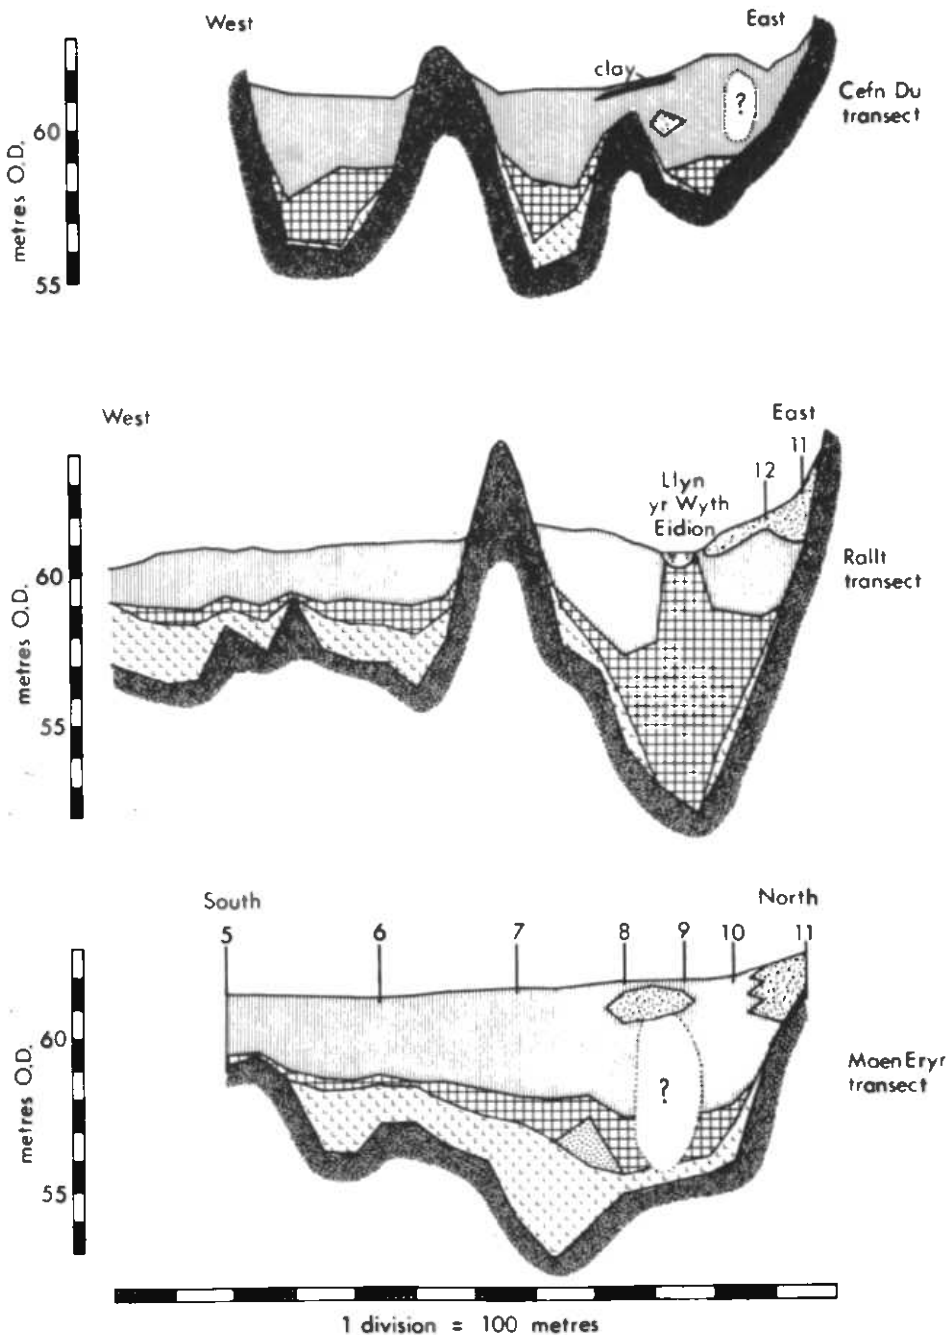 West
East
clay
?
Cefn Du
transect
60
55
metres O.D.
West
East
11
12
Llyn
yr Wyth
Eidion
Rallt
transect
60
55
metres O.D.
South
North
5
6
7
8
9
10
11
60
55
metres O.D.
?
Maen Eryr
transect
1 division = 100 metres